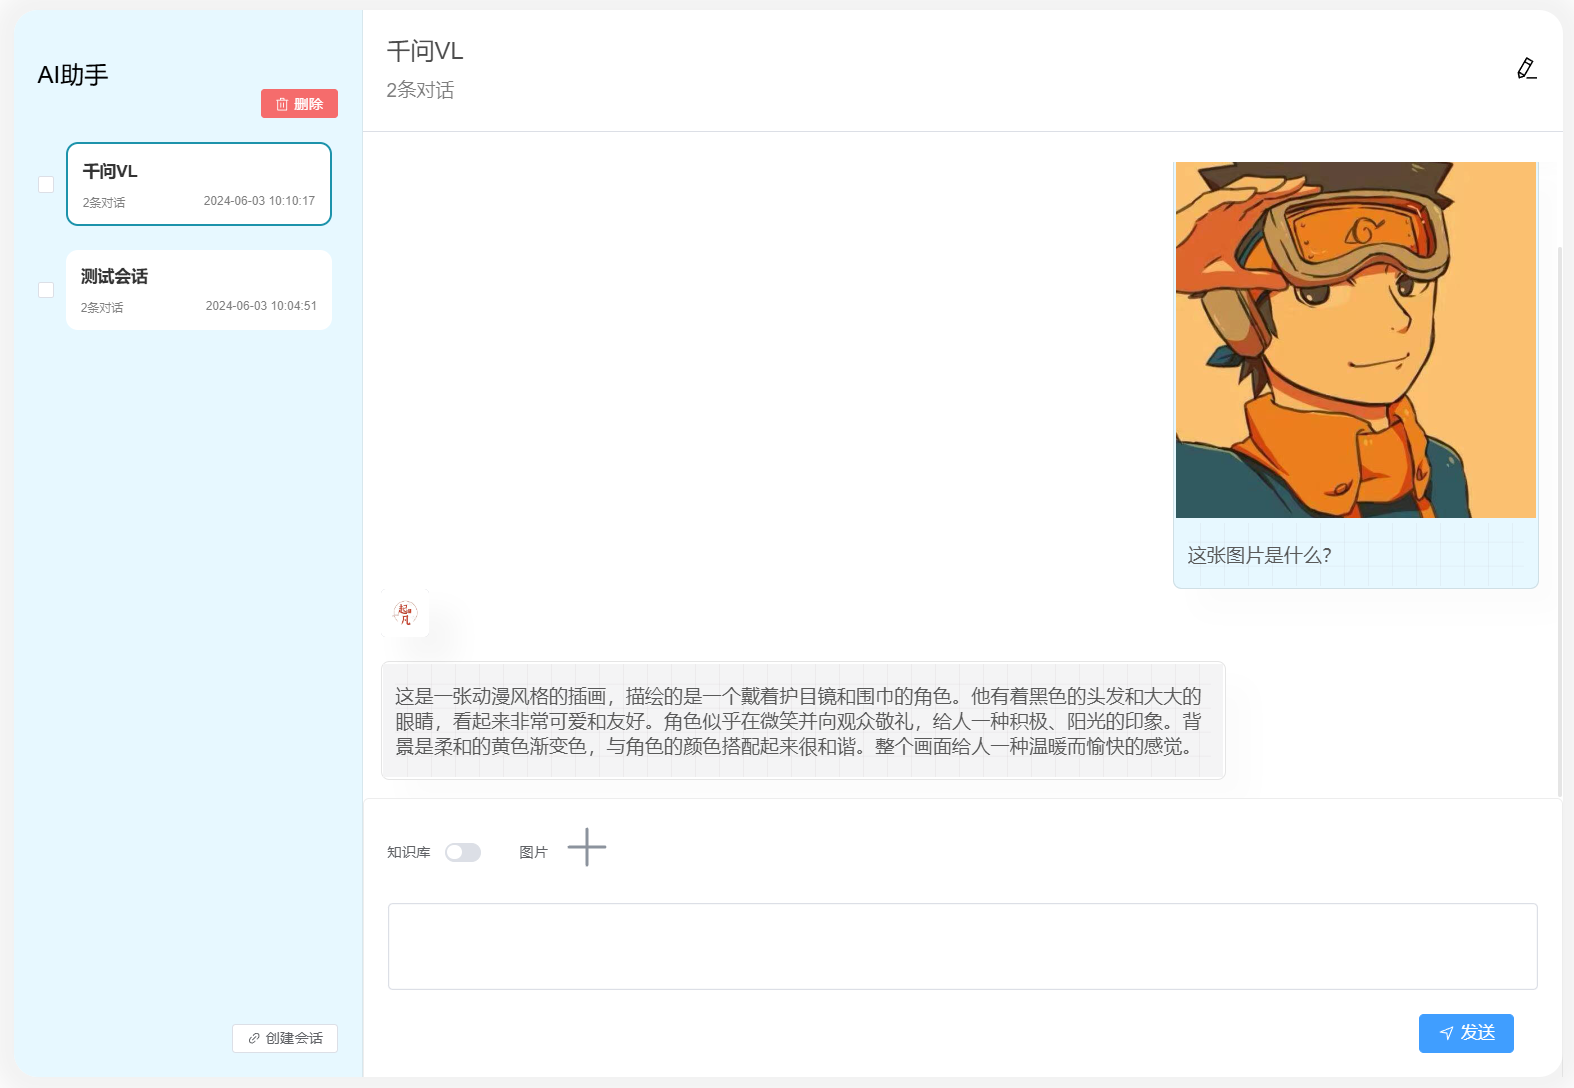 AI助手
删除
千问VL
2条对话
2024-06-03 10:10:17
测试会话
2条对话
2024-06-03 10:04:51
创建会话
千问VL
2条对话
这张图片是什么?
起凡
这是一张动漫风格的插画，描绘的是一个戴着护目镜和围巾的角色。他有着黑色的头发和大大的
眼睛，看起来非常可爱和友好。角色似乎在微笑并向观众敬礼，给人一种积极、阳光的印象。背
景是柔和的黄色渐变色，与角色的颜色搭配起来很和谐。整个画面给人一种温暖而愉快的感觉。
知识库
图片
发送